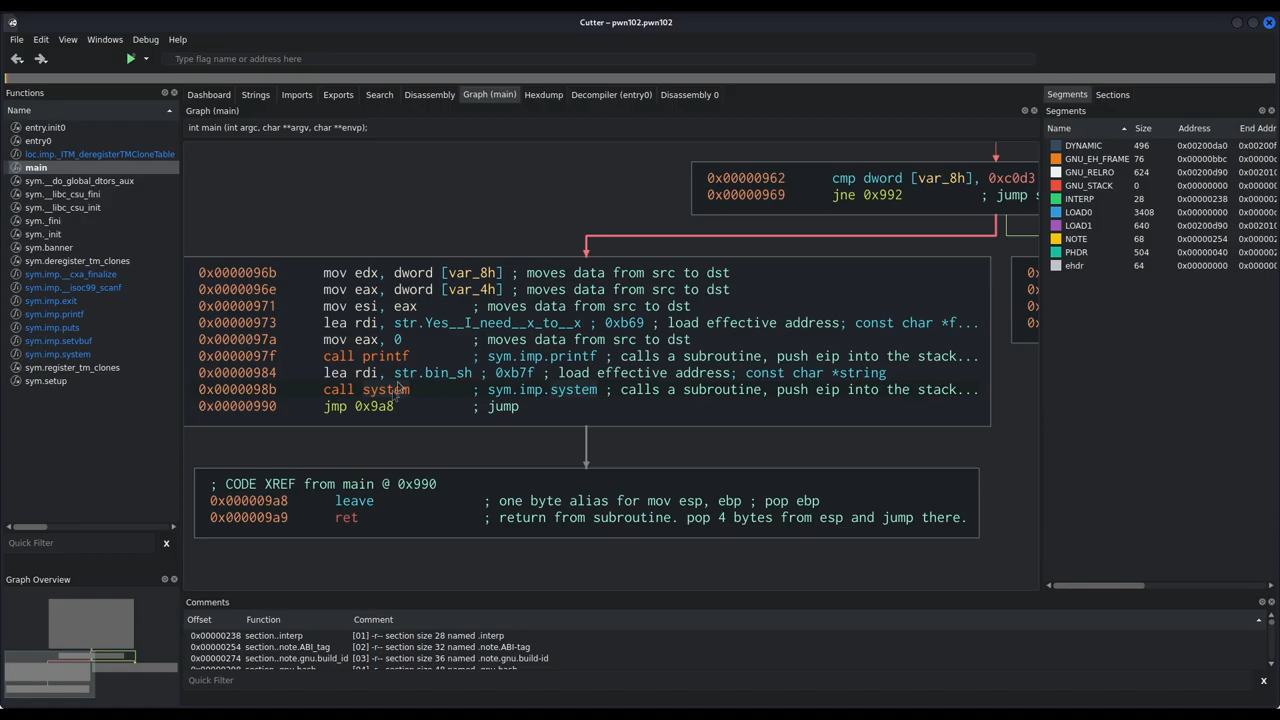 Cutter – pwn102.pwn102
File Edit View Windows Debug Help
Type flag name or address here
Functions
Name
entry.init0
entry0
loc.imp._ITM_deregisterTMCloneTable
main
sym.__do_global_dtors_aux
sym.__libc_csu_fini
sym.__libc_csu_init
sym._fini
sym._init
sym.banner
sym.deregister_tm_clones
sym.imp.__cxa_finalize
sym.imp.__isoc99_scanf
sym.imp.exit
sym.imp.printf
sym.imp.puts
sym.imp.setvbuf
sym.imp.system
sym.register_tm_clones
sym.setup
Quick Filter X
Graph Overview
Dashboard Strings Imports Exports Search Disassembly Graph (main) Hexdump Decompiler (entry0) Disassembly 0
Graph (main)
int main (int argc, char **argv, char **envp);
0x00000962 cmp dword [var_8h], 0xc0d3
0x00000969 jne 0x992 ; jump
0x0000096b mov edx, dword [var_8h] ; moves data from src to dst
0x0000096e mov eax, dword [var_4h] ; moves data from src to dst
0x00000971 mov esi, eax ; moves data from src to dst
0x00000973 lea rdi, str.Yes__I_need__x_to__x ; 0xb69 ; load effective address; const char *f...
0x0000097a mov eax, 0 ; moves data from src to dst
0x0000097f call printf ; sym.imp.printf ; calls a subroutine, push eip into the stack...
0x00000984 lea rdi, str.bin_sh ; 0xb7f ; load effective address; const char *string
0x0000098b call system ; sym.imp.system ; calls a subroutine, push eip into the stack...
0x00000990 jmp 0x9a8 ; jump
; CODE XREF from main @ 0x990
0x000009a8 leave ; one byte alias for mov esp, ebp ; pop ebp
0x000009a9 ret ; return from subroutine. pop 4 bytes from esp and jump there.
Comments
Offset Function Comment
0x00000238 section..interp [01] -r-- section size 28 named .interp
0x00000254 section..note.ABI_tag [02] -r-- section size 32 named .note.ABI-tag
0x00000274 section..note.gnu.build_id [03] -r-- section size 36 named .note.gnu.build-id
Quick Filter X
Segments Sections
Segments
Name Size Address End Addr
DYNAMIC 496 0x00200da0 0x00200f
GNU_EH_FRAME 76 0x00000bbc 0x00000
GNU_RELRO 624 0x00200d90 0x002010
GNU_STACK 0 0x00000000 0x00000
INTERP 28 0x00000238 0x00000
LOAD0 3408 0x00000000 0x00000
LOAD1 640 0x00200d90 0x002010
NOTE 68 0x00000254 0x00000
PHDR 504 0x00000040 0x00000
ehdr 64 0x00000000 0x00000